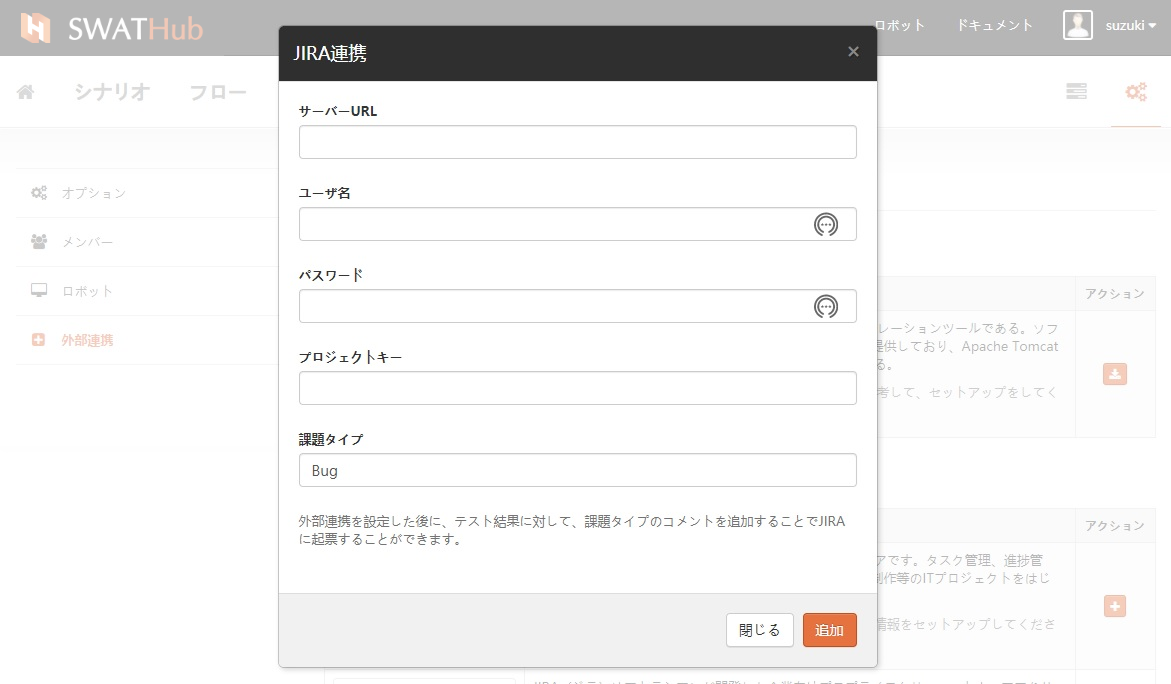 SWATHub
ロボット
ドキュメント
suzuki
シナリオ
フロー
オプション
メンバー
ロボット
外部連携
JIRA連携
×
サーバーURL
ユーザ名
パスワード
プロジェクトキー
課題タイプ
Bug
外部連携を設定した後に、テスト結果に対して、課題タイプのコメントを追加することでJIRA
に起票することができます。
閉じる
追加
アクション
レーションツールである。ソフ
提供しており、Apache Tomcat
る。
考して、セットアップをしてく
アクション
アです。タスク管理、進捗管
制作等のITプロジェクトをはじ
情報をセットアップしてくださ